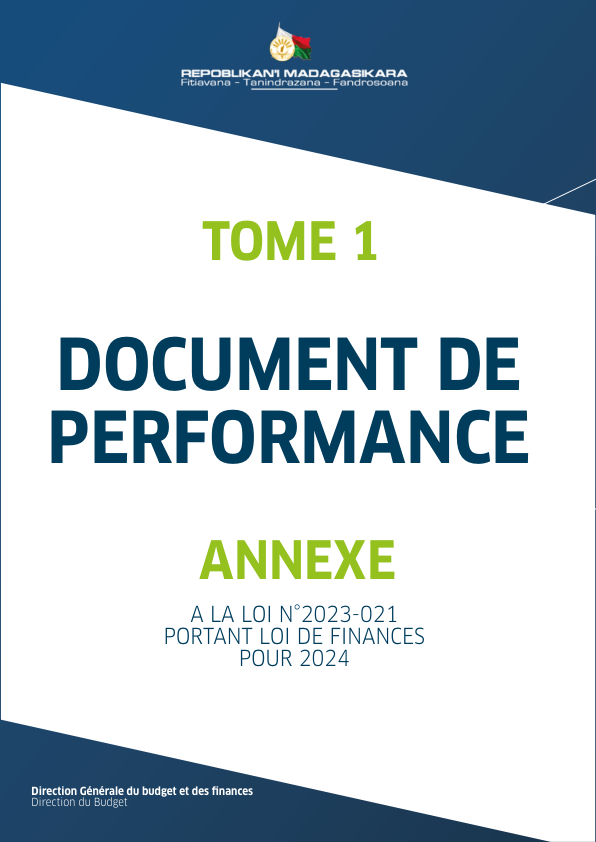 REPOBLIKAN'I MADAGASIKARA
Fitiavana - Tanindrazana - Fandrosoana
TOME 1
DOCUMENT DE
PERFORMANCE
ANNEXE
A LA LOI N°2023-021
PORTANT LOI DE FINANCES
POUR 2024
Direction Générale du budget et des finances
Direction du Budget